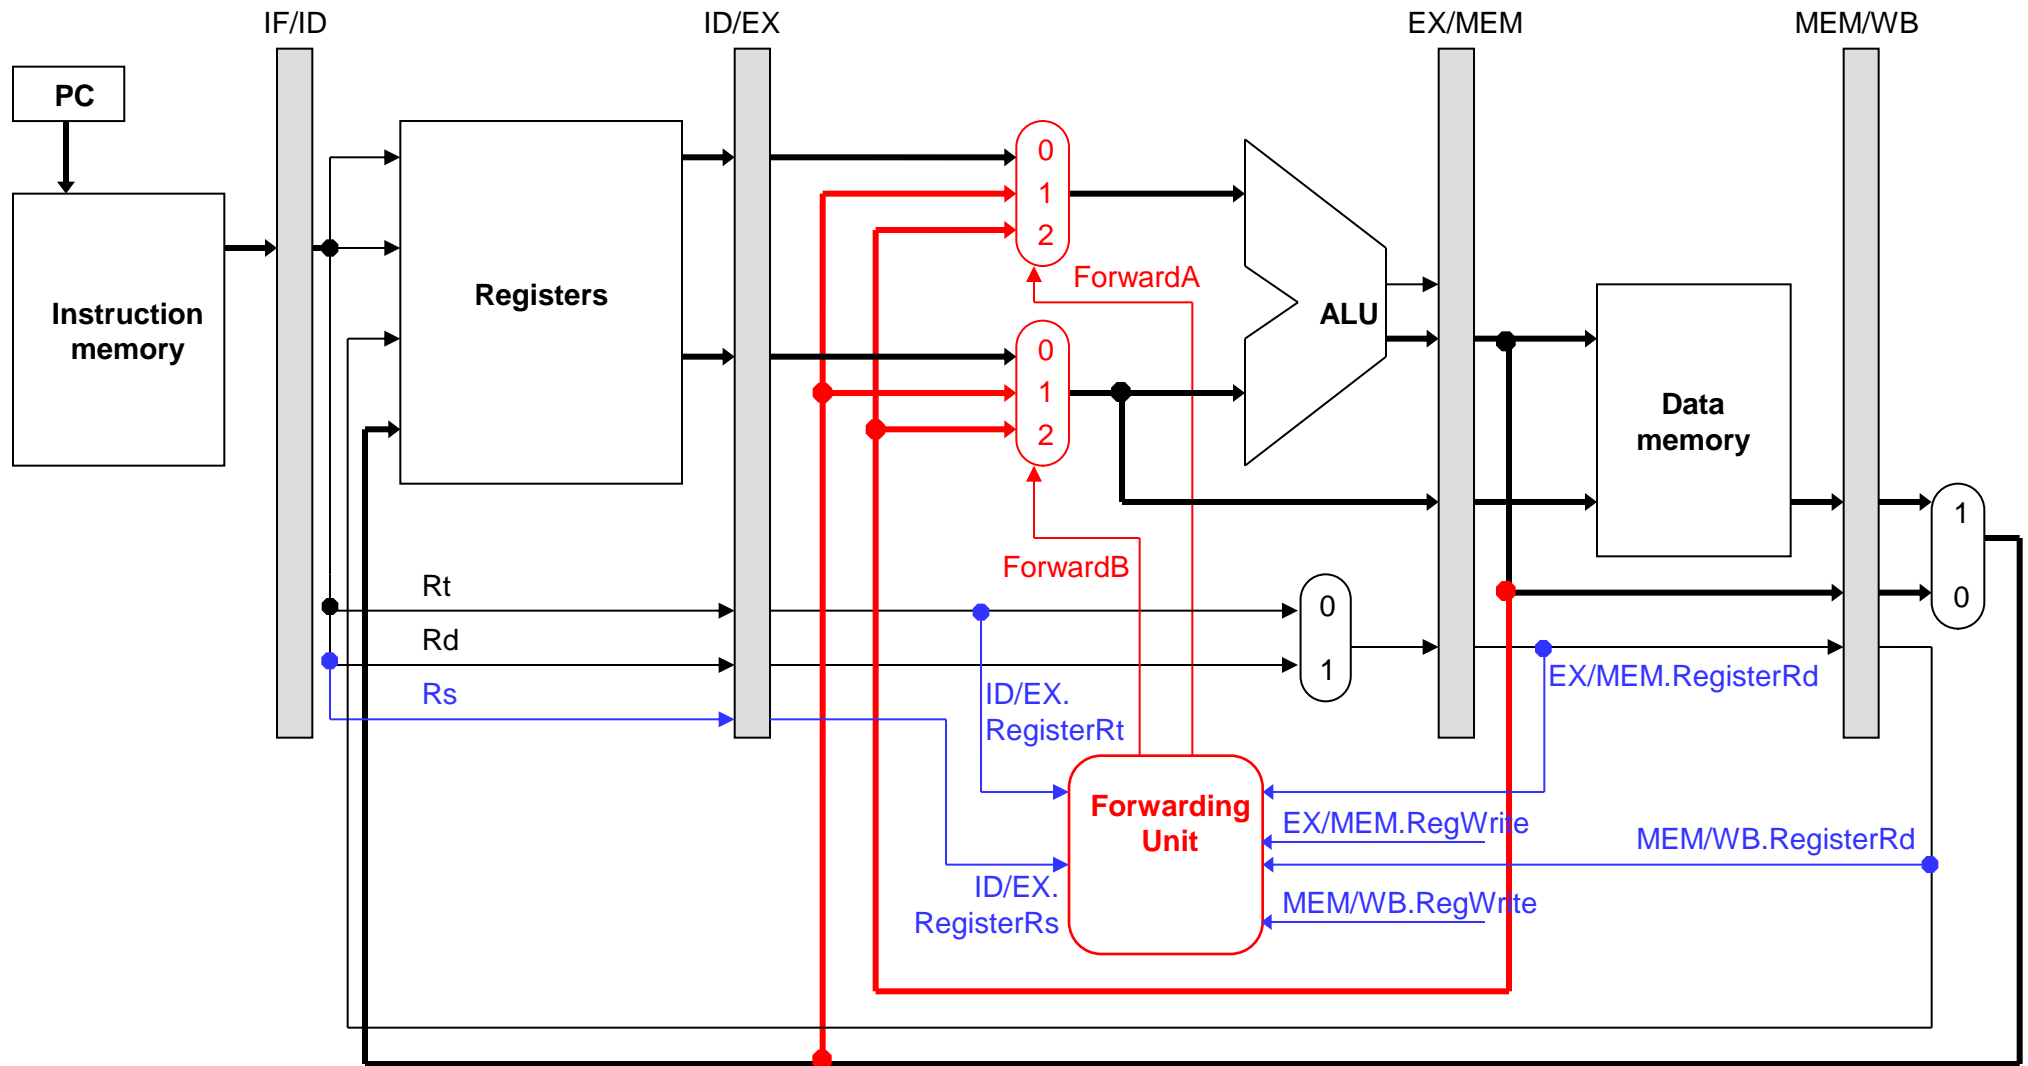 IF/ID
ID/EX
EX/MEM
MEM/WB
PC
Instruction
memory
Registers
0
1
2
ForwardA
0
1
2
ForwardB
ALU
Data
memory
1
0
Rt
Rd
Rs
0
1
ID/EX.
RegisterRt
EX/MEM.RegisterRd
Forwarding
Unit
EX/MEM.RegWrite
MEM/WB.RegisterRd
ID/EX.
RegisterRs
MEM/WB.RegWrite